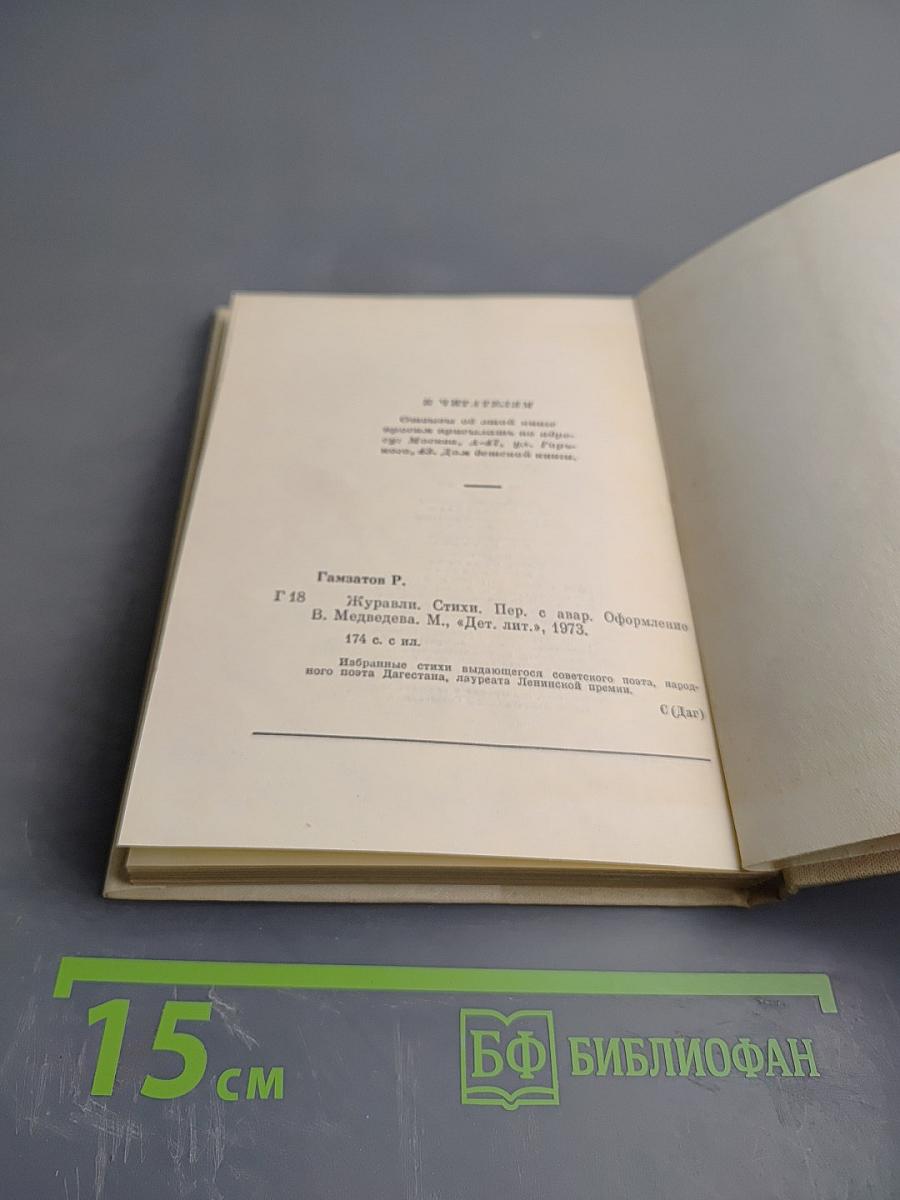 К ЧИТАТЕЛЯМ
Отзывы об этой книге
просим присылать по адре-
су: Москва, А-47, ул. Горь-
кого, 43. Дом детской книги.
Гамзатов Р.
Г 18 Журавли. Стихи. Пер. с авар. Оформление
В. Медведева. М., «Дет. лит.», 1973.
174 с. с ил.
Избранные стихи выдающегося советского поэта, народ-
ного поэта Дагестана, лауреата Ленинской премии.
С (Даг)
15 см
БФ БИБЛИОФАН